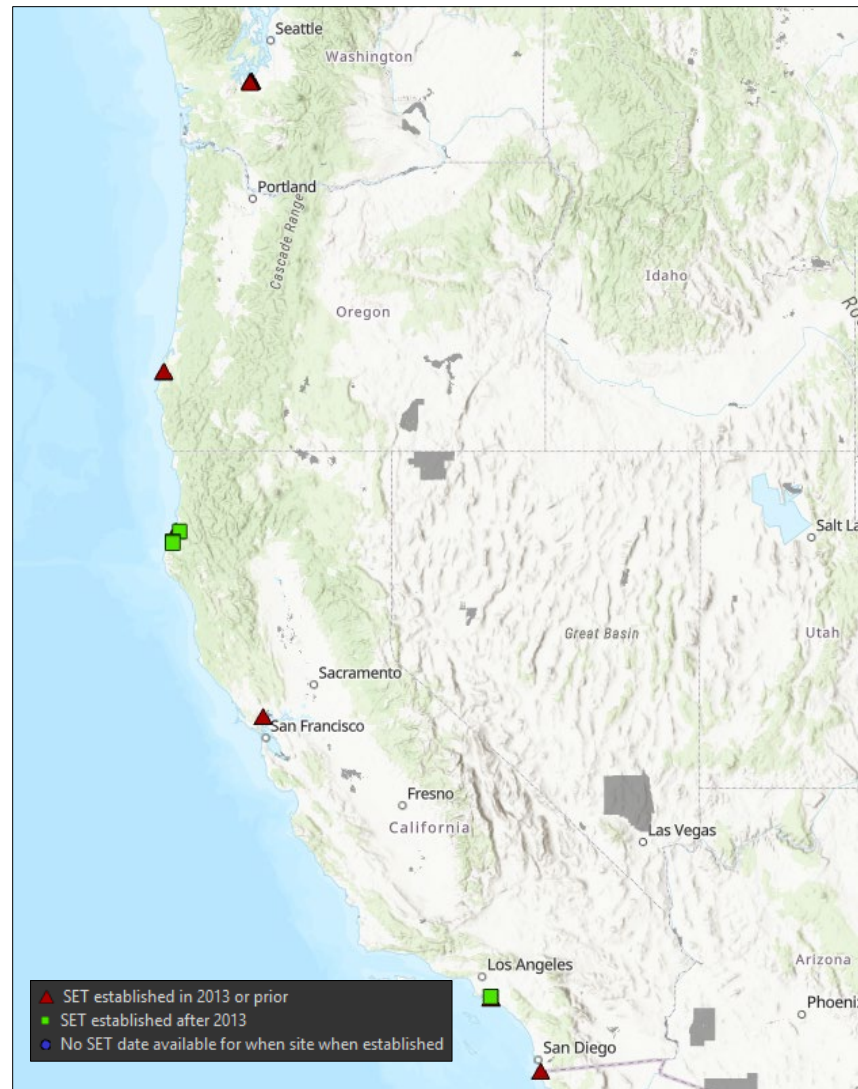 Seattle
Washington
Portland
Cascade Range
Idaho
Oregon
Ro
Salt La
Great Basin
Utah
Sacramento
San Francisco
Fresno
California
Las Vegas
Los Angeles
Arizona
Phoenix
San Diego
SET established in 2013 or prior
SET established after 2013
No SET date available for when site when established